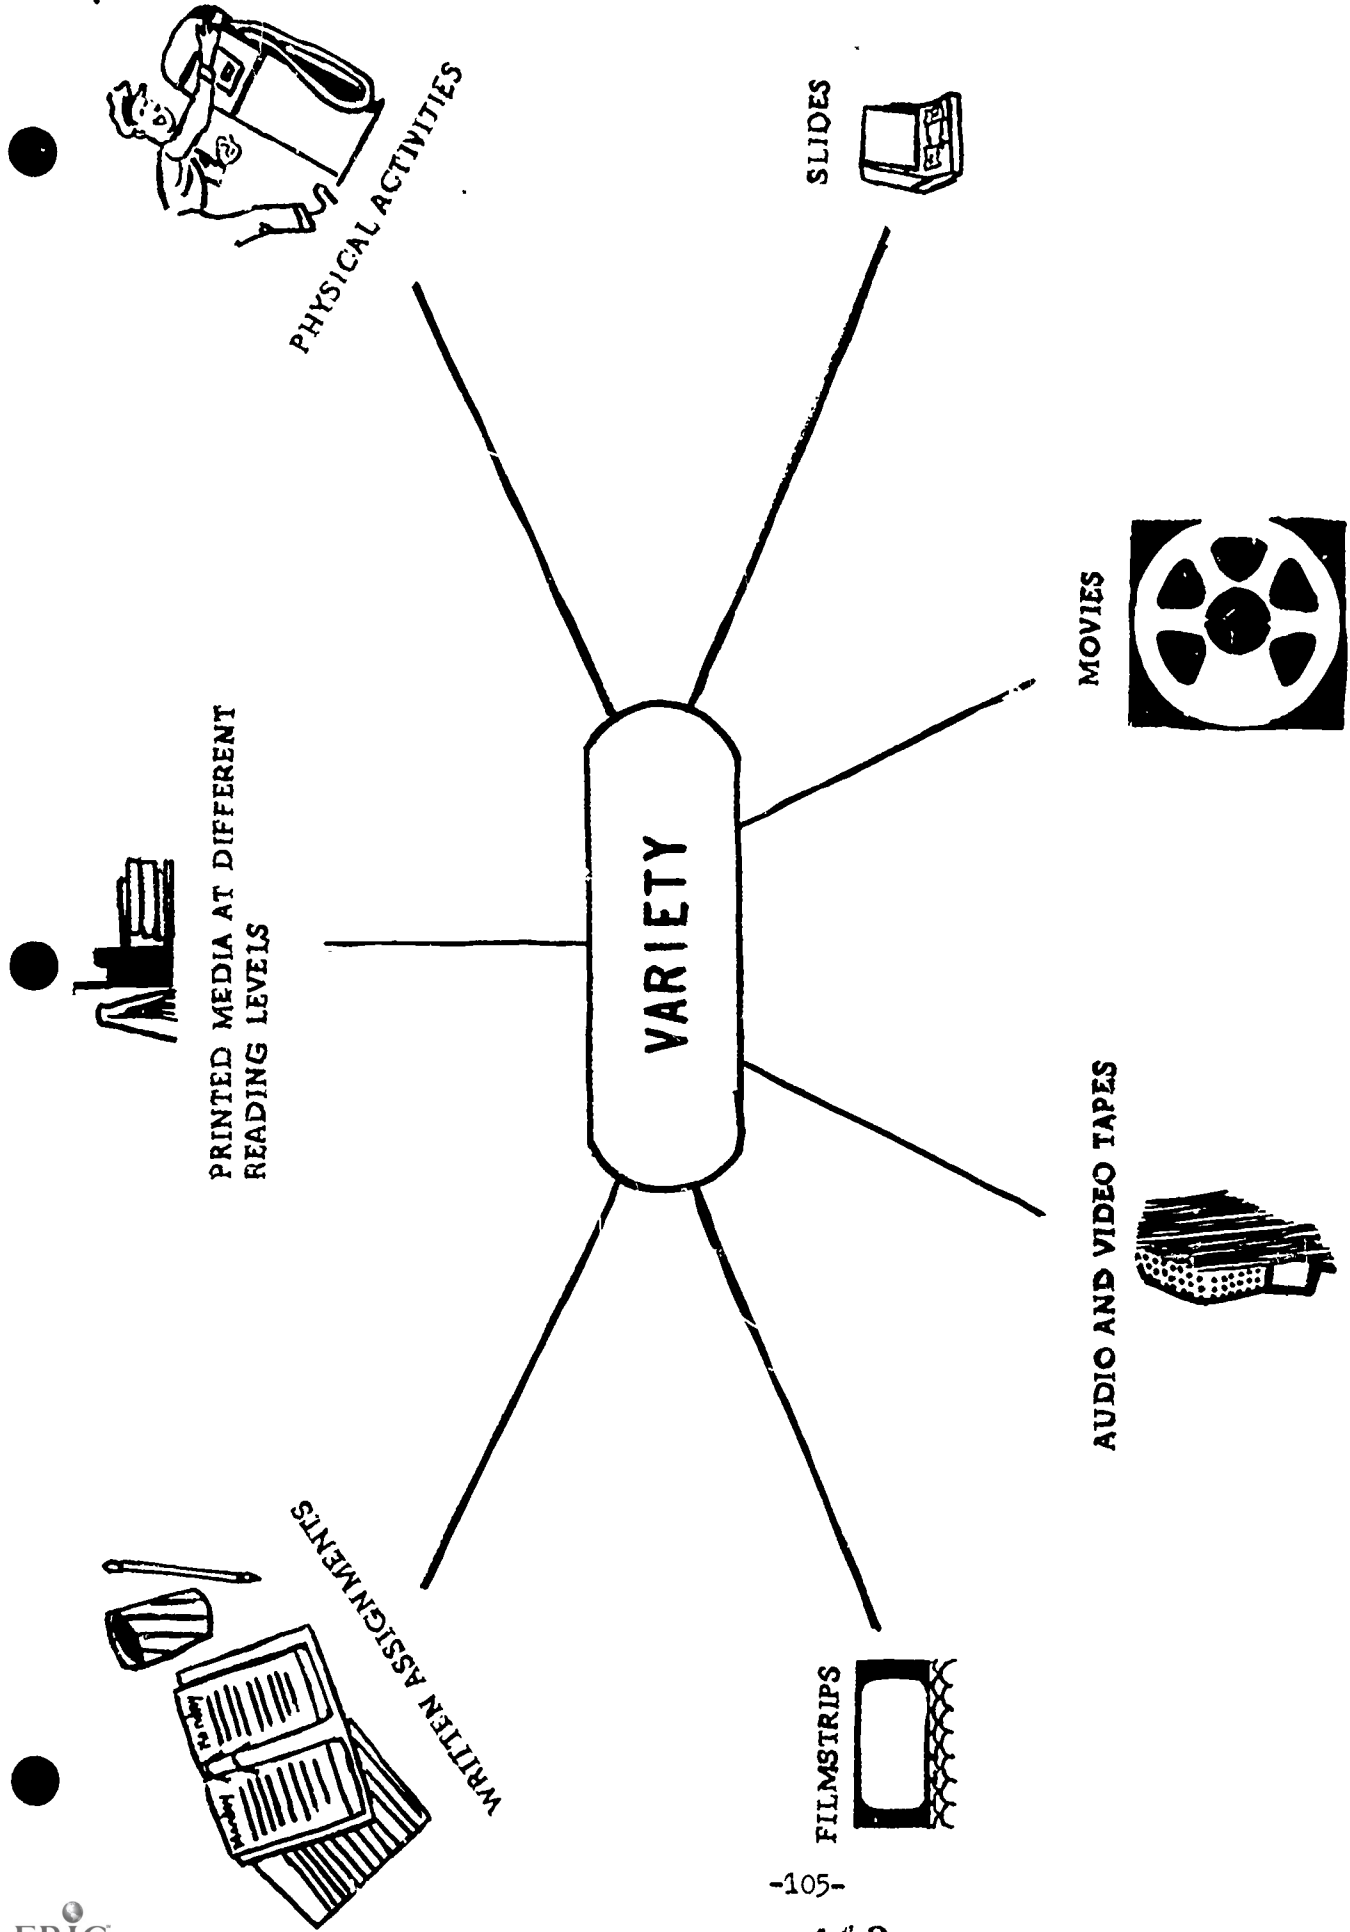 WRITTEN ASSIGNMENTS
PRINTED MEDIA AT DIFFERENT
READING LEVELS
PHYSICAL ACTIVITIES
VARIETY
FILMSTRIPS
SLIDES
AUDIO AND VIDEO TAPES
MOVIES
-105-
ERIC